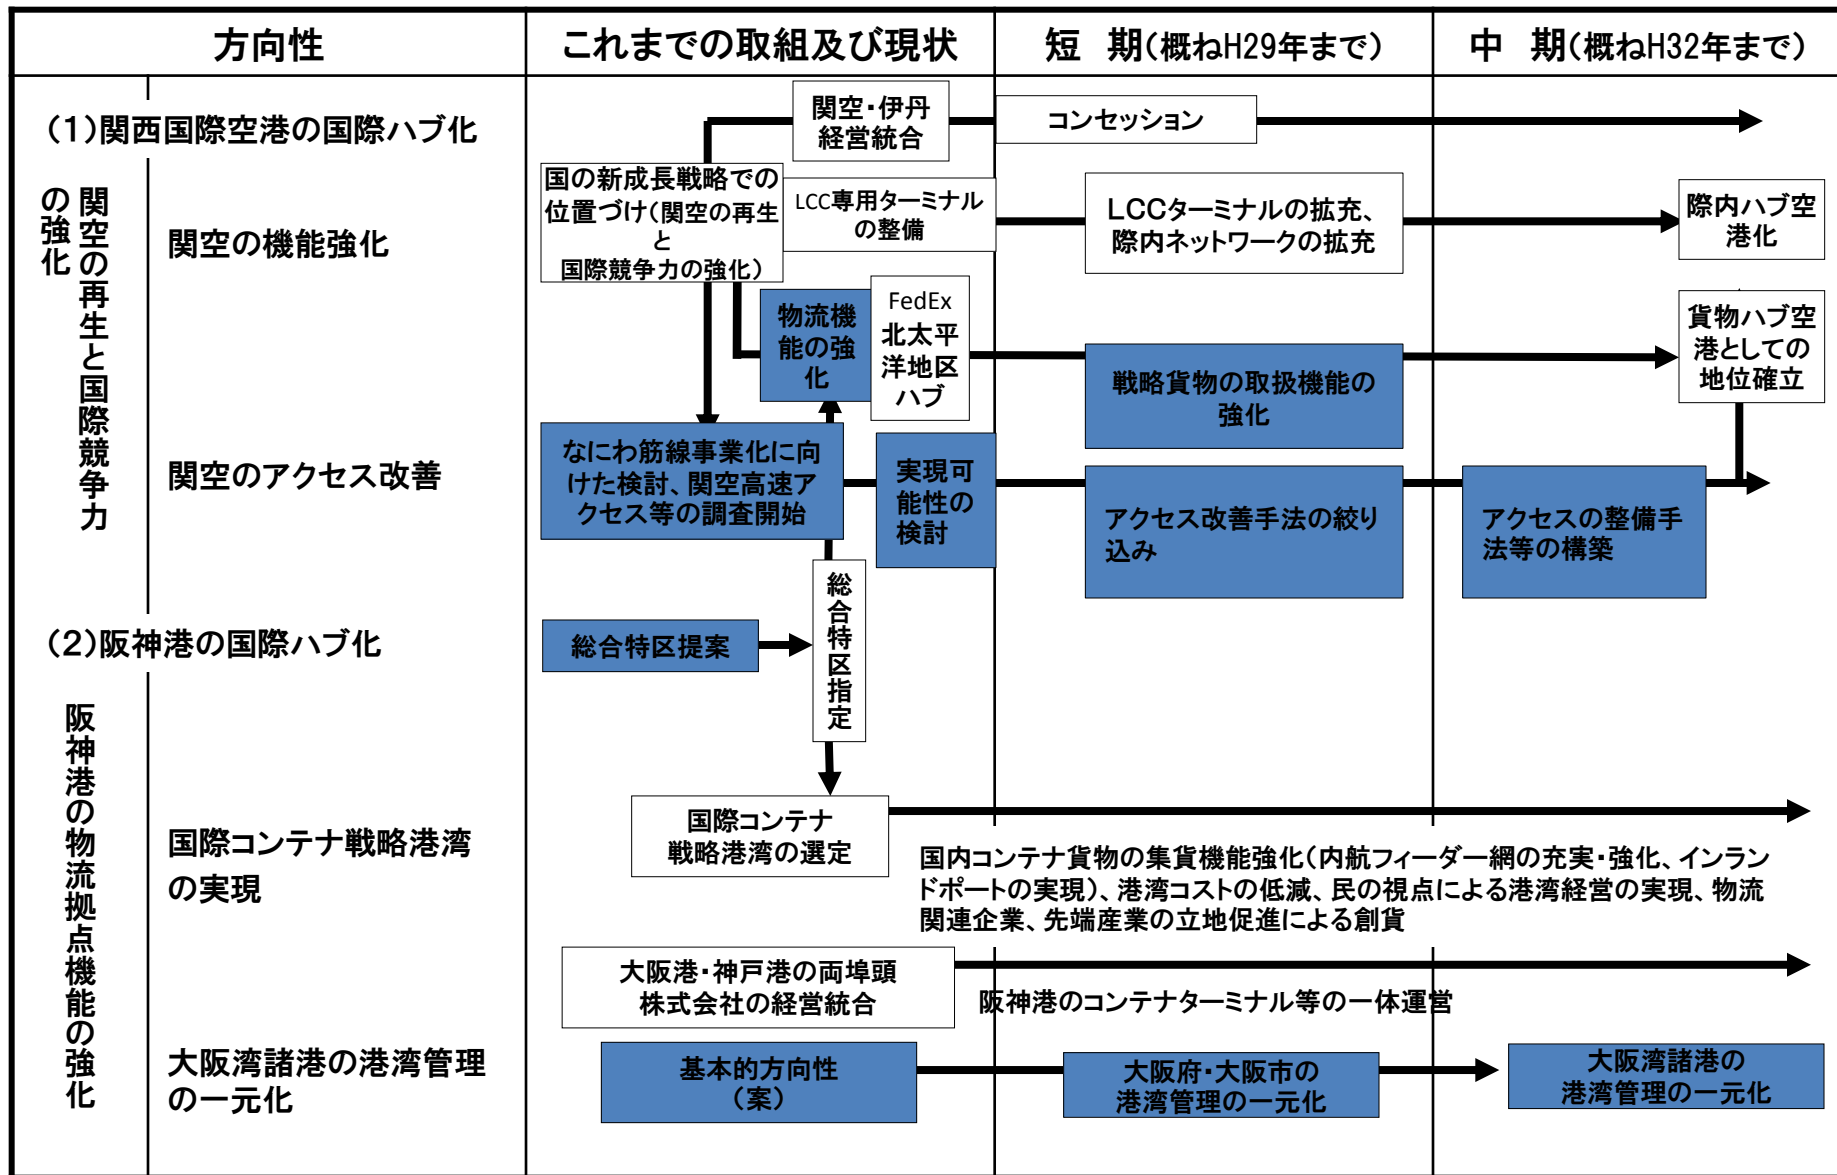 方向性
これまでの取組及び現状
短　期(概ねH29年まで)
中　期(概ねH32年まで)
(1)関西国際空港の国際ハブ化
関空・伊丹
経営統合
コンセッション
関空の再生と国際競争力
の強化
関空の機能強化
国の新成長戦略での
位置づけ(関空の再生
と
国際競争力の強化)
LCC専用ターミナル
の整備
LCCターミナルの拡充、
際内ネットワークの拡充
際内ハブ空
港化
物流機
能の強
化
FedEx
北太平
洋地区
ハブ
戦略貨物の取扱機能の
強化
貨物ハブ空
港としての
地位確立
関空のアクセス改善
なにわ筋線事業化に向
けた検討、関空高速ア
クセス等の調査開始
実現可
能性の
検討
アクセス改善手法の絞り
込み
アクセスの整備手
法等の構築
(2)阪神港の国際ハブ化
総合特区提案
総合特区指定
阪神港の物流拠点機能の強化
国際コンテナ戦略港湾
の実現
国際コンテナ
戦略港湾の選定
国内コンテナ貨物の集貨機能強化(内航フィーダー網の充実・強化、インラン
ドポートの実現)、港湾コストの低減、民の視点による港湾経営の実現、物流
関連企業、先端産業の立地促進による創貨
大阪港・神戸港の両埠頭
株式会社の経営統合
阪神港のコンテナターミナル等の一体運営
大阪湾諸港の港湾管理
の一元化
基本的方向性
(案)
大阪府・大阪市の
港湾管理の一元化
大阪湾諸港の
港湾管理の一元化